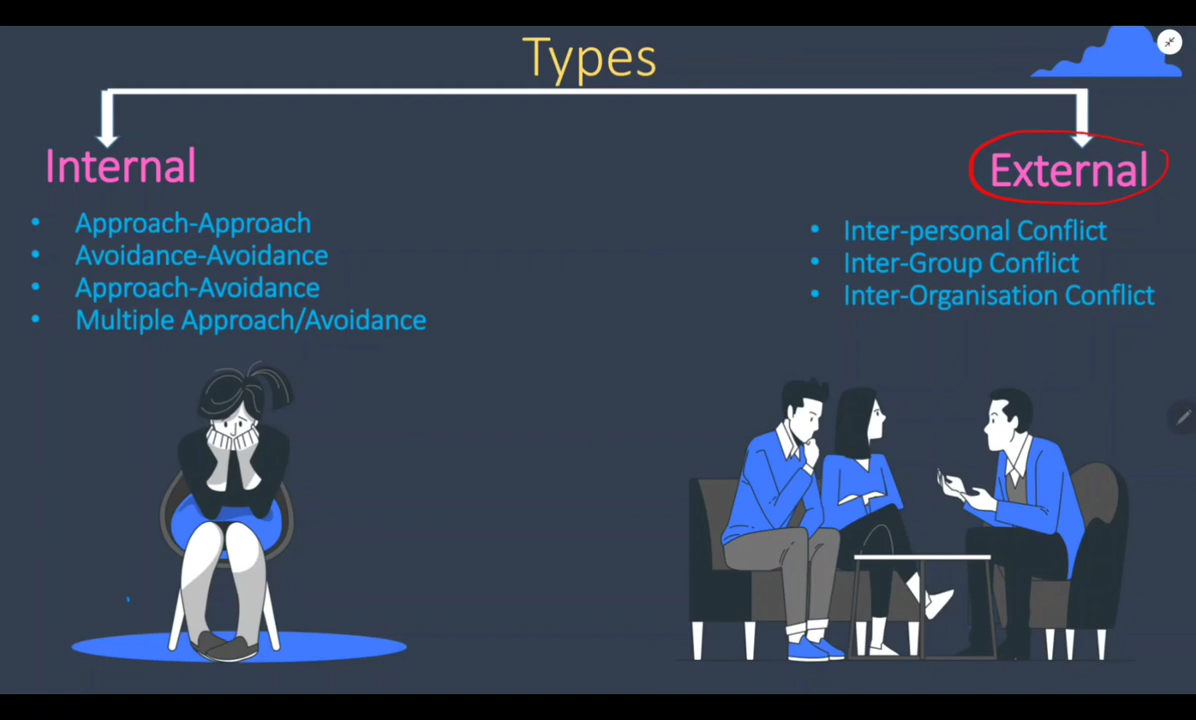 Types
Internal
• Approach-Approach
• Avoidance-Avoidance
• Approach-Avoidance
• Multiple Approach/Avoidance
External
• Inter-personal Conflict
• Inter-Group Conflict
• Inter-Organisation Conflict